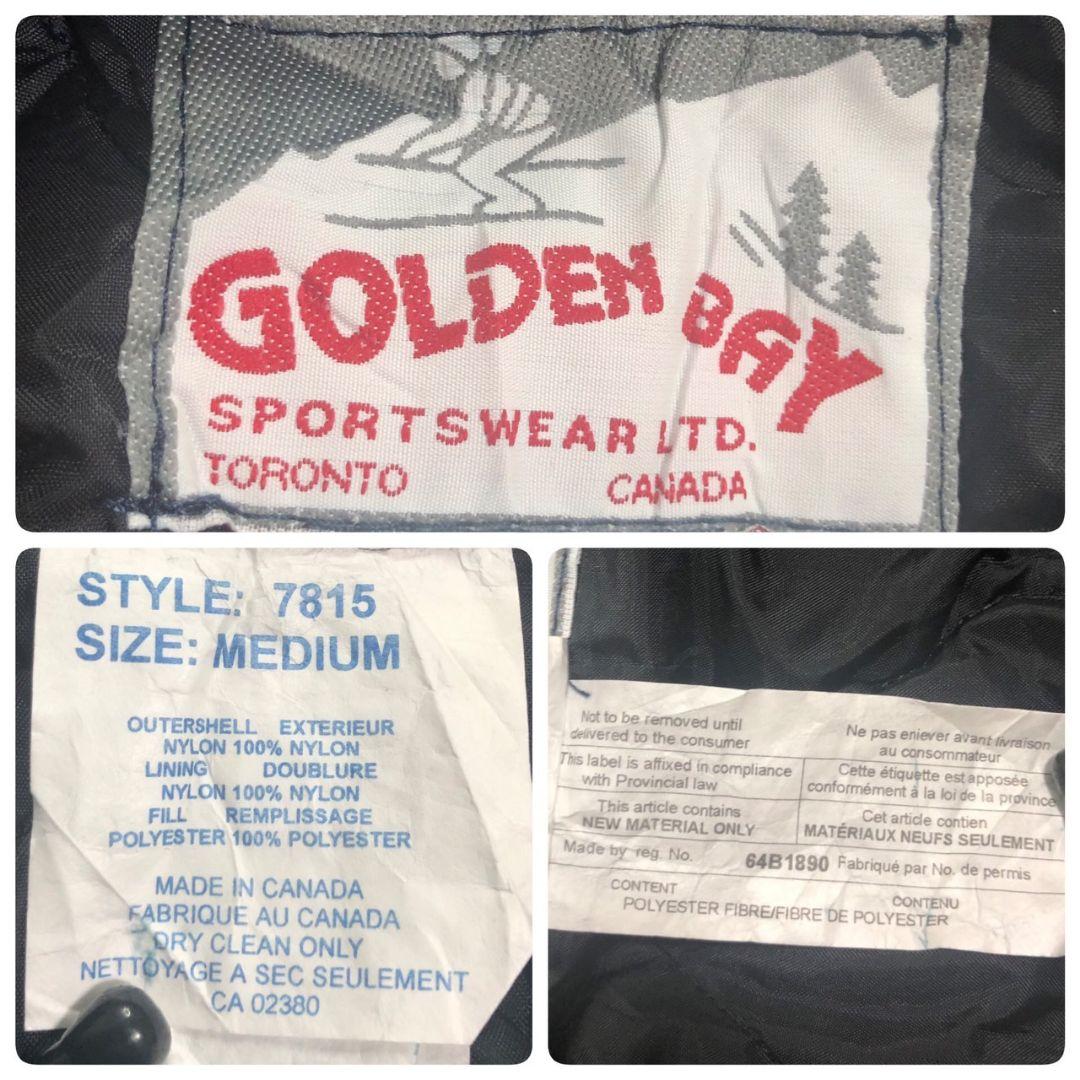 GOLDEN BAY
SPORTSWEAR LTD.
TORONTO CANADA
STYLE: 7815
SIZE: MEDIUM
OUTERSHELL EXTERIEUR
NYLON 100% NYLON
LINING DOUBLURE
NYLON 100% NYLON
FILL REMPLISSAGE
POLYESTER 100% POLYESTER
MADE IN CANADA
FABRIQUE AU CANADA
DRY CLEAN ONLY
NETTOYAGE A SEC SEULEMENT
CA 02380
Not to be removed until
delivered to the consumer
Ne pas eniever avant livraison
au consommateur
This label is affixed in compliance
with Provincial law
Cette étiquette est apposée
conformément à la loi de la province
This article contains
NEW MATERIAL ONLY
Cet article contien
MATÉRIAUX NEUFS SEULEMENT
Made by reg. No. 64B1890 Fabriqué par No. de permis
CONTENT CONTENU
POLYESTER FIBRE/FIBRE DE POLYESTER